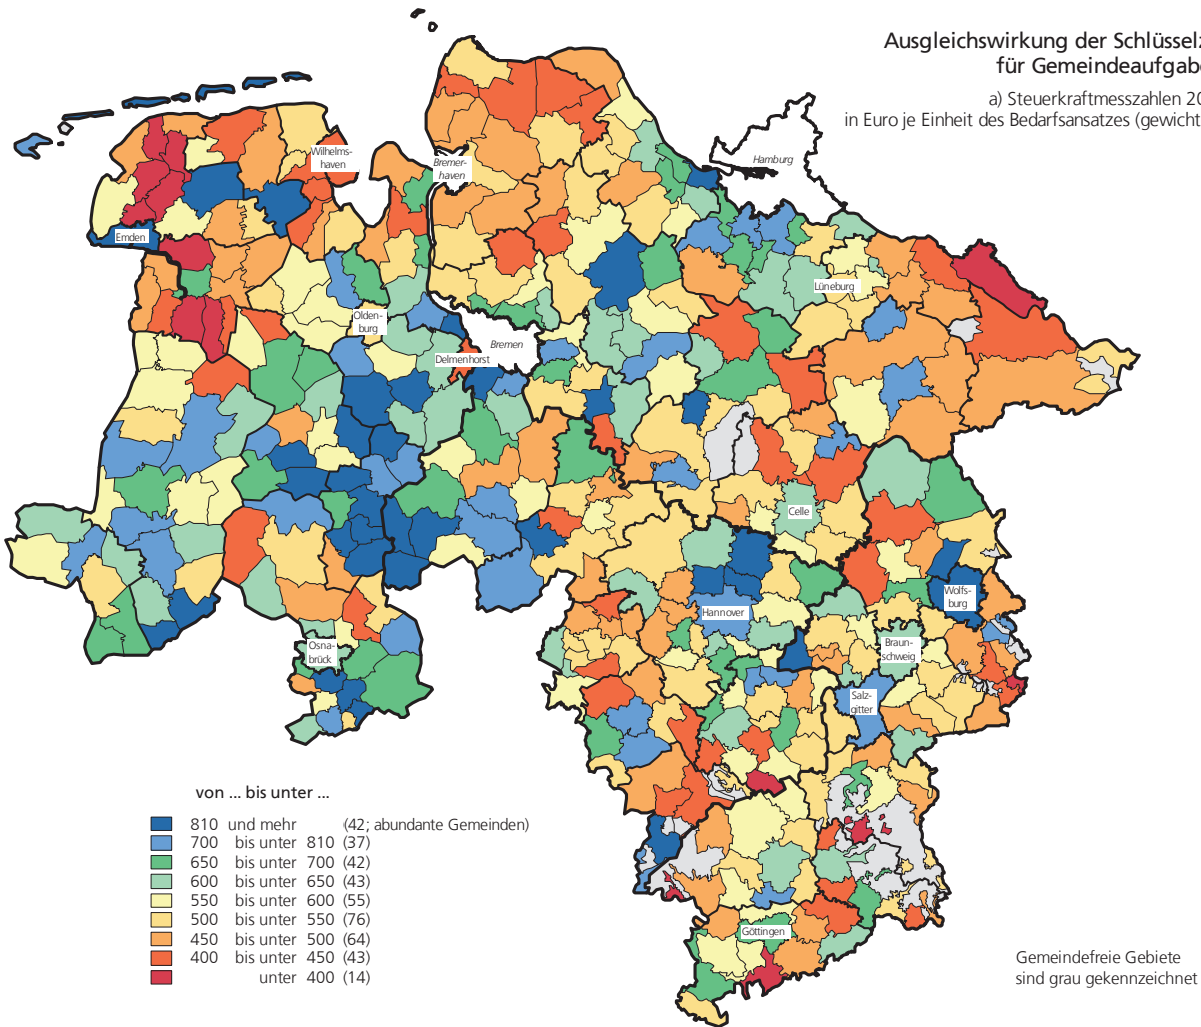 Ausgleichswirkung der Schlüsselz
für Gemeindeaufgabe
a) Steuerkraftmesszahlen 20
in Euro je Einheit des Bedarfsansatzes (gewicht
Hamburg
Wilhelms-
haven
Bremer-
haven
Emden
Lüneburg
Olden-
burg
Bremen
Delmenhorst
Celle
Wolfs-
burg
Hannover
Osna-
brück
Braun-
schweig
Salz-
gitter
Göttingen
von ... bis unter ...
810 und mehr (42; abundante Gemeinden)
700 bis unter 810 (37)
650 bis unter 700 (42)
600 bis unter 650 (43)
550 bis unter 600 (55)
500 bis unter 550 (76)
450 bis unter 500 (64)
400 bis unter 450 (43)
unter 400 (14)
Gemeindefreie Gebiete
sind grau gekennzeichnet